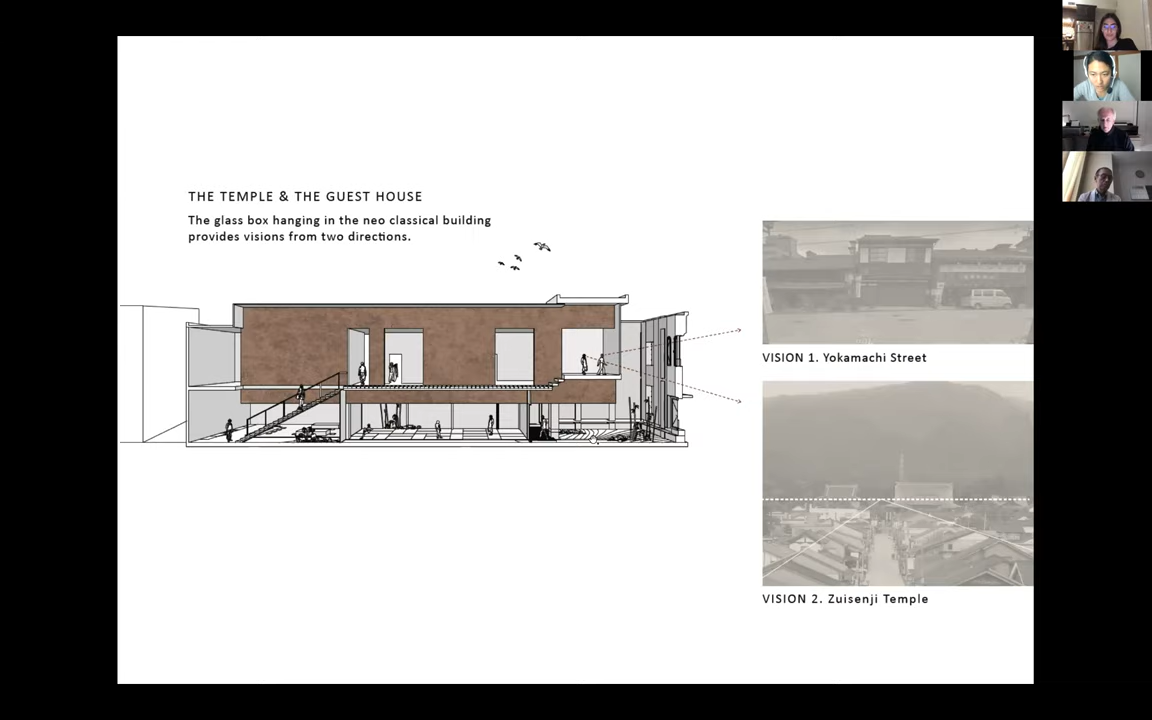 THE TEMPLE & THE GUEST HOUSE
The glass box hanging in the neo classical building
provides visions from two directions.
VISION 1. Yokamachi Street
VISION 2. Zuisenji Temple